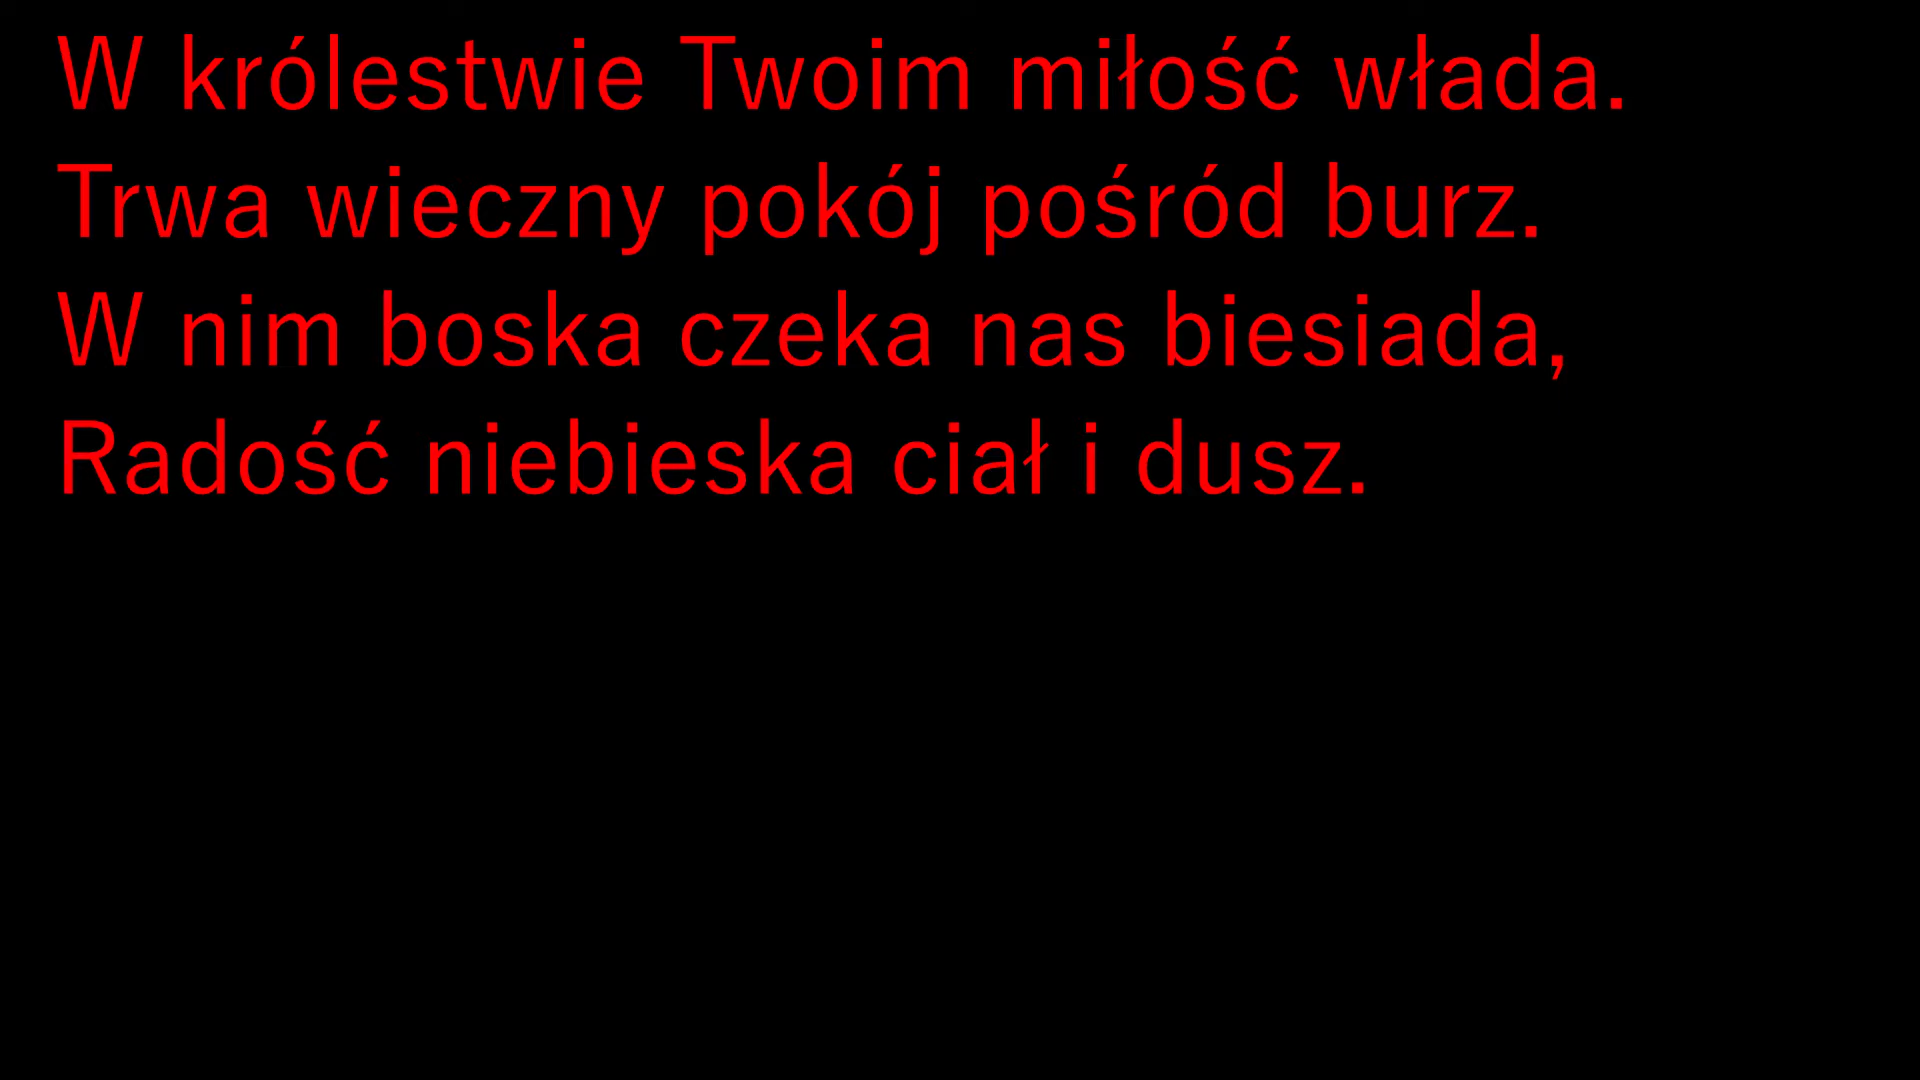 W królestwie Twoim miłość włada.
Trwa wieczny pokój pośród burz.
W nim boska czeka nas biesiada,
Radość niebieska ciał i dusz.